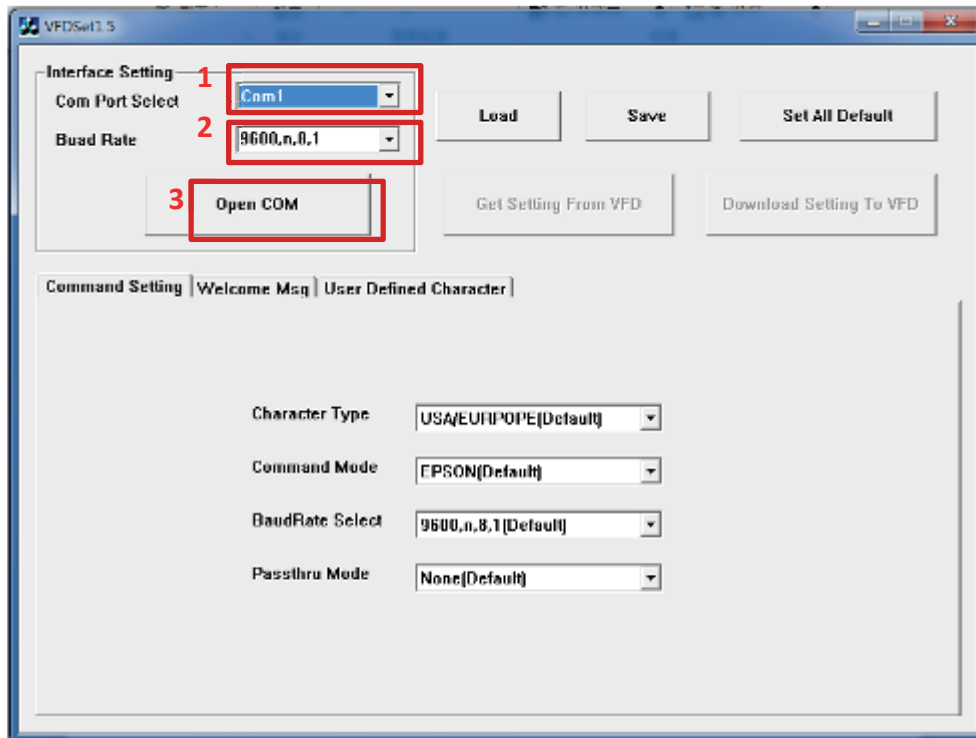 VFDSet1.5
Interface Setting
1
Com Port Select
Com1
2
Buad Rate
9600,n,8,1
3
Open COM
Load
Save
Set All Default
Get Setting From VFD
Download Setting To VFD
Command Setting
Welcome Msg
User Defined Character
Character Type
USA/EURPOPE(Default)
Command Mode
EPSON(Default)
BaudRate Select
9600,n,8,1(Default)
Passthru Mode
None(Default)